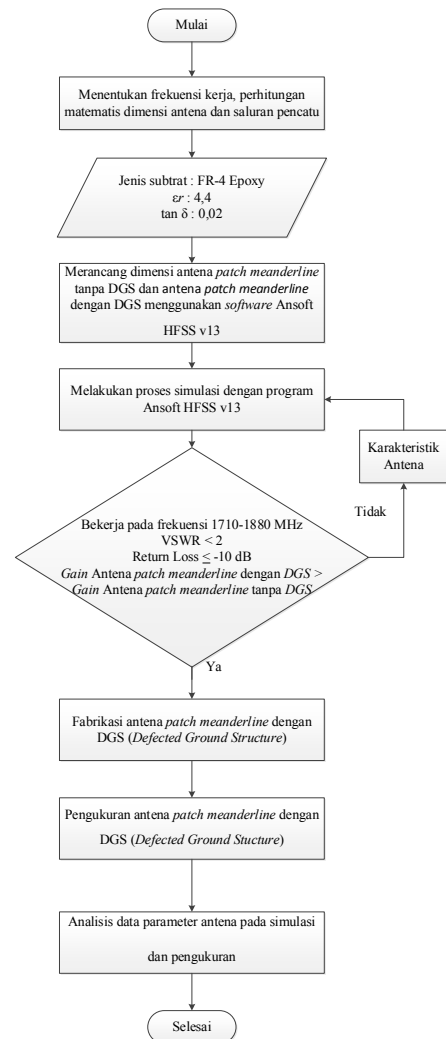 Mulai
Menentukan frekuensi kerja, perhitungan
matematis dimensi antena dan saluran pencatu
Jenis subtrat : FR-4 Epoxy
εr : 4,4
tan δ : 0,02
Merancang dimensi antena patch meanderline
tanpa DGS dan antena patch meanderline
dengan DGS menggunakan software Ansoft
HFSS v13
Melakukan proses simulasi dengan program
Ansoft HFSS v13
Karakteristik
Antena
Tidak
Bekerja pada frekuensi 1710-1880 MHz
VSWR < 2
Return Loss ≤ -10 dB
Gain Antena patch meanderline dengan DGS >
Gain Antena patch meanderline tanpa DGS
Ya
Fabrikasi antena patch meanderline dengan
DGS (Defected Ground Structure)
Pengukuran antena patch meanderline dengan
DGS (Defected Ground Stucture)
Analisis data parameter antena pada simulasi
dan pengukuran
Selesai